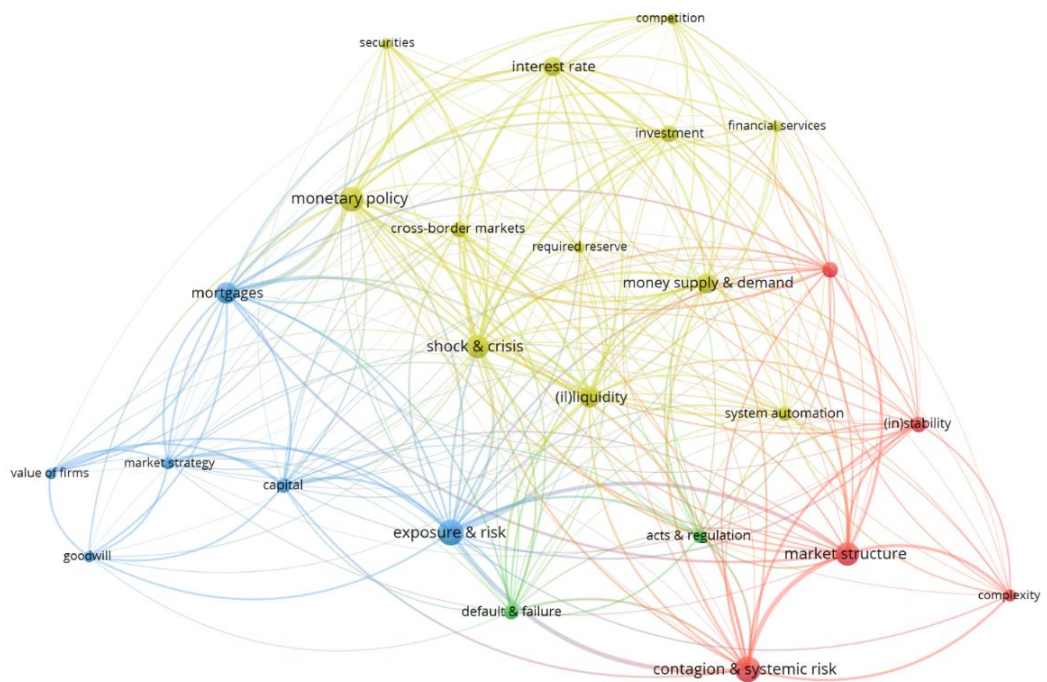 competition
securities
interest rate
investment
financial services
monetary policy
cross-border markets
required reserve
money supply & demand
mortgages
shock & crisis
(il)liquidity
system automation
(in)stability
value of firms
market strategy
capital
exposure & risk
acts & regulation
market structure
goodwill
complexity
default & failure
contagion & systemic risk